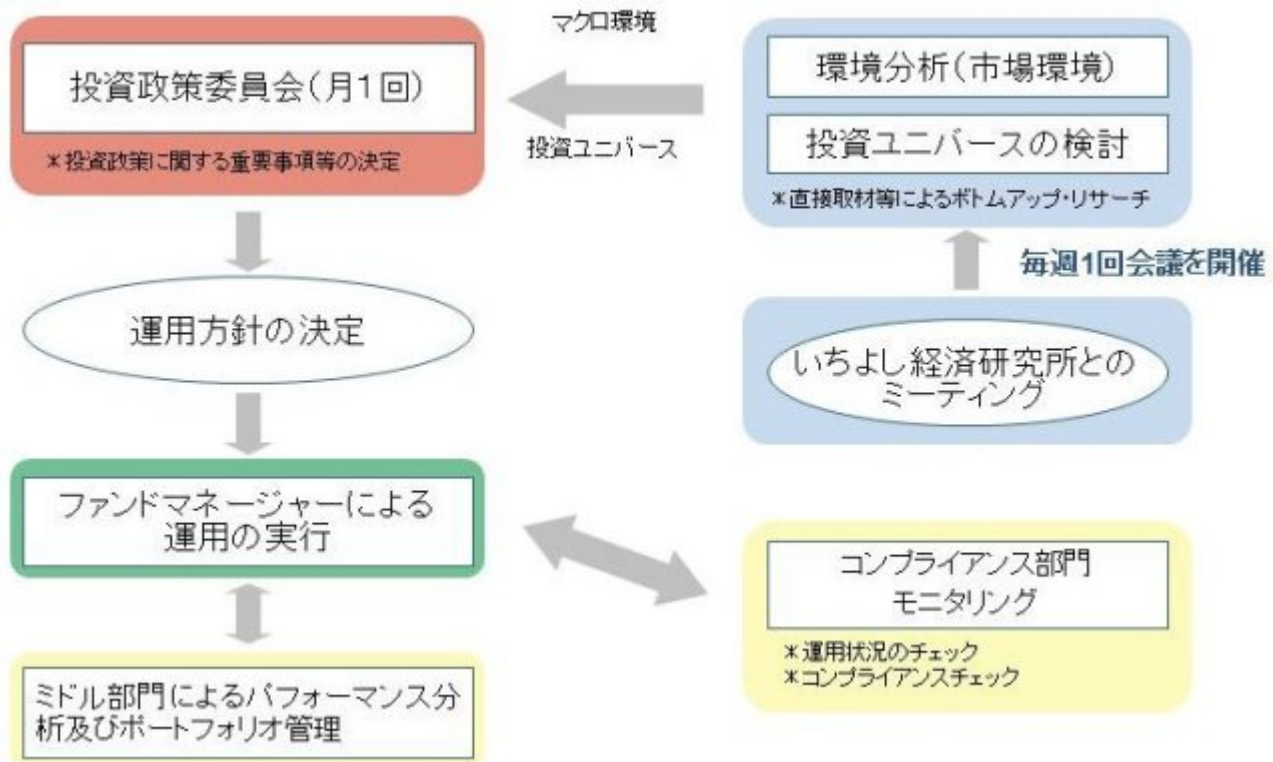 マクロ環境
投資政策委員会(月1回)
*投資政策に関する重要事項等の決定
投資ユニバース
環境分析(市場環境)
投資ユニバースの検討
*直接取材等によるボトムアップ・リサーチ
毎週1回会議を開催
運用方針の決定
いちよし経済研究所との
ミーティング
ファンドマネージャーによる
運用の実行
コンプライアンス部門
モニタリング
*運用状況のチェック
*コンプライアンスチェック
ミドル部門によるパフォーマンス分
析及びポートフォリオ管理